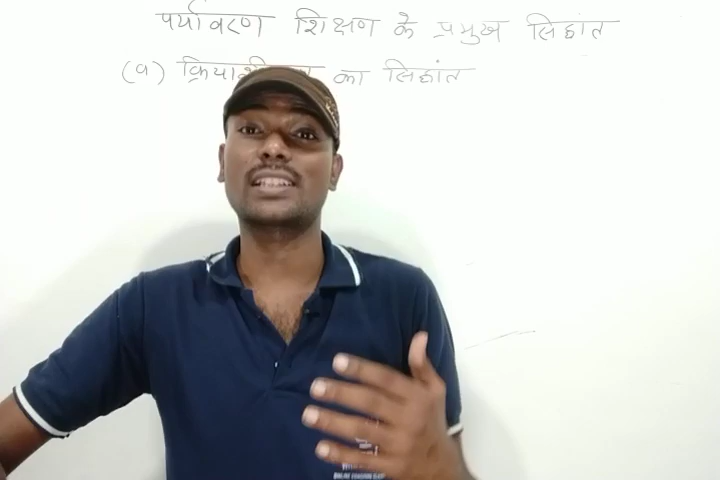 पर्यावरण शिक्षण के प्रमुख सिद्धांत
(a) का सिद्धांत